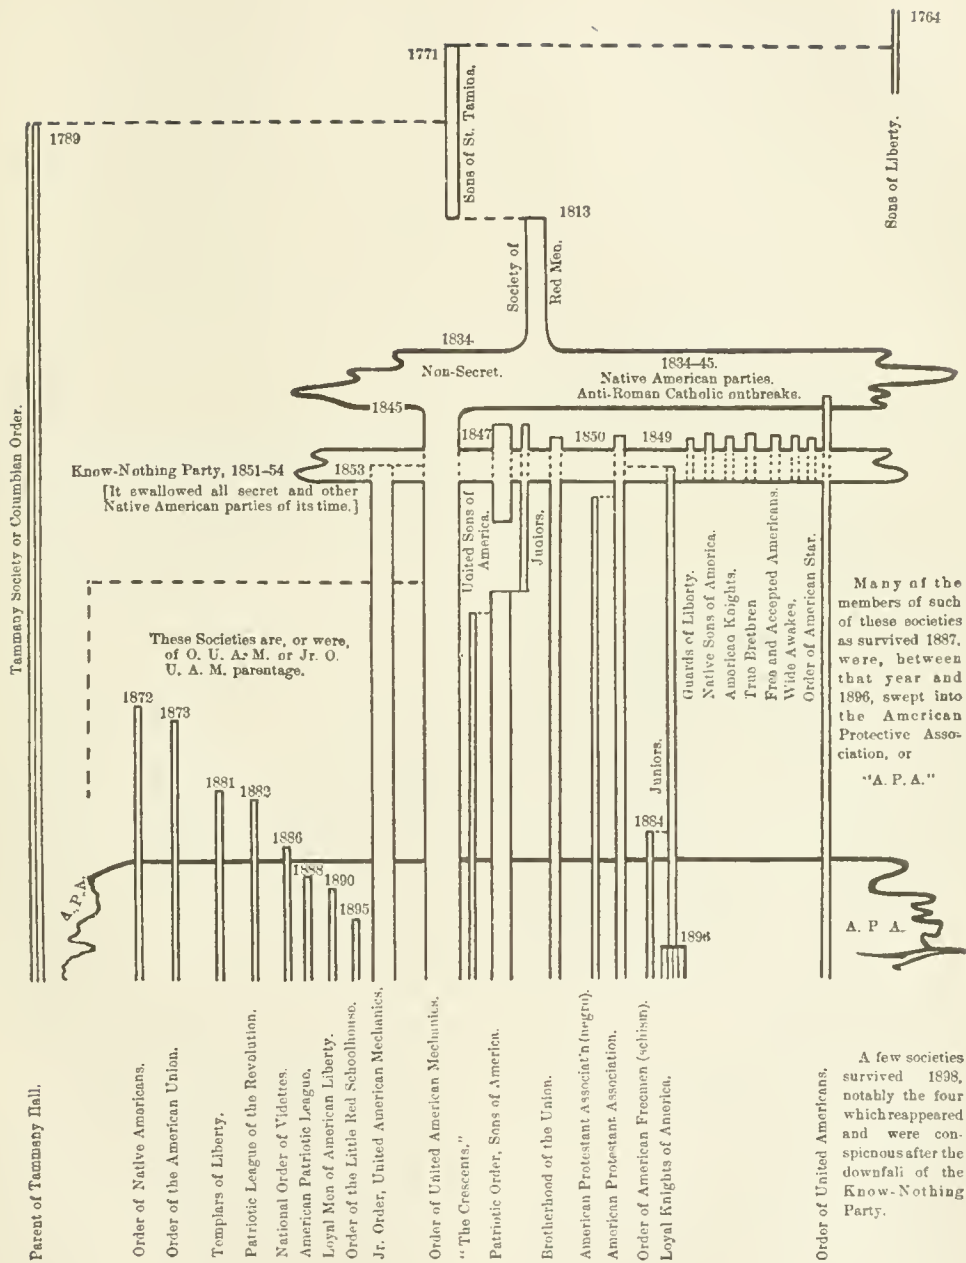 1764
1771
Sons of St. Tamina.
1789
Sons of Liberty.
1813
Society of
Red Men.
Tammany Society or Columbian Order.
1834-
Non-Secret.
1834–45.
Native American parties.
Anti-Roman Catholic outbreaks.
1845
1847
1850
1849
Know-Nothing Party, 1851–54
[It swallowed all secret and other
Native American parties of its time.]
1853
United Sons of
America.
Juniors.
Guards of Liberty.
Native Sons of America.
American Knights.
True Bretbren
Free and Accepted Americans.
Wide Awakes.
Order of American Star.
These Societies are, or were,
of O. U. A. M. or Jr. O.
U. A. M. parentage.
Many of the
members of such
of these societies
as survived 1887,
were, between
that year and
1896, swept into
the American
Protective Asso-
ciation, or
"A. P. A."
1872
1873
1881
1882
1886
1888
1890
1895
Juniors.
1884
1896
A. P. A.
A. P A.
Parent of Tammany Hall.
Order of Native Americans.
Order of the American Union.
Templars of Liberty.
Patriotic League of the Revolution.
National Order of Videttes.
American Patriotic League.
Loyal Men of American Liberty.
Order of the Little Red Schoolhouse.
Jr. Order, United American Mechanics.
Order of United American Mechanics.
"The Crescents."
Patriotic Order, Sons of America.
Brotherhood of the Union.
American Protestant Associat'n (negro).
American Protestant Association.
Order of American Freemen (schism).
Loyal Knights of America.
Order of United Americans.
A few societies
survived 1898,
notably the four
which reappeared
and were con-
spicuous after the
downfall of the
Know-Nothing
Party.